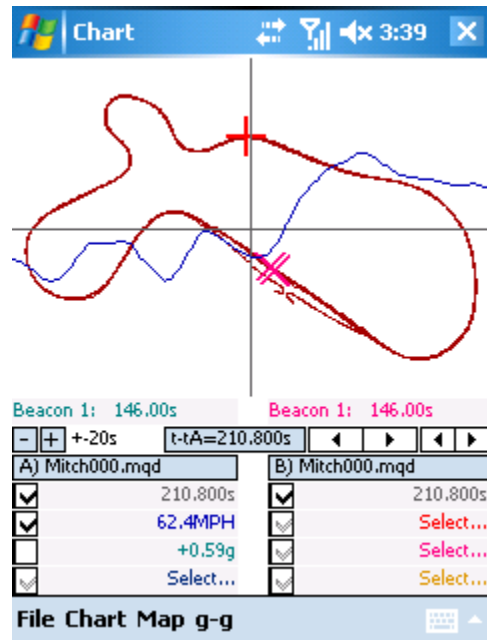 Chart 3:39
Beacon 1: 146.00s Beacon 1: 146.00s
- + +-20s t-tA=210.800s
A) Mitch000.mqd B) Mitch000.mqd
210.800s 210.800s
62.4MPH Select...
+0.59g Select...
Select... Select...
File Chart Map g-g